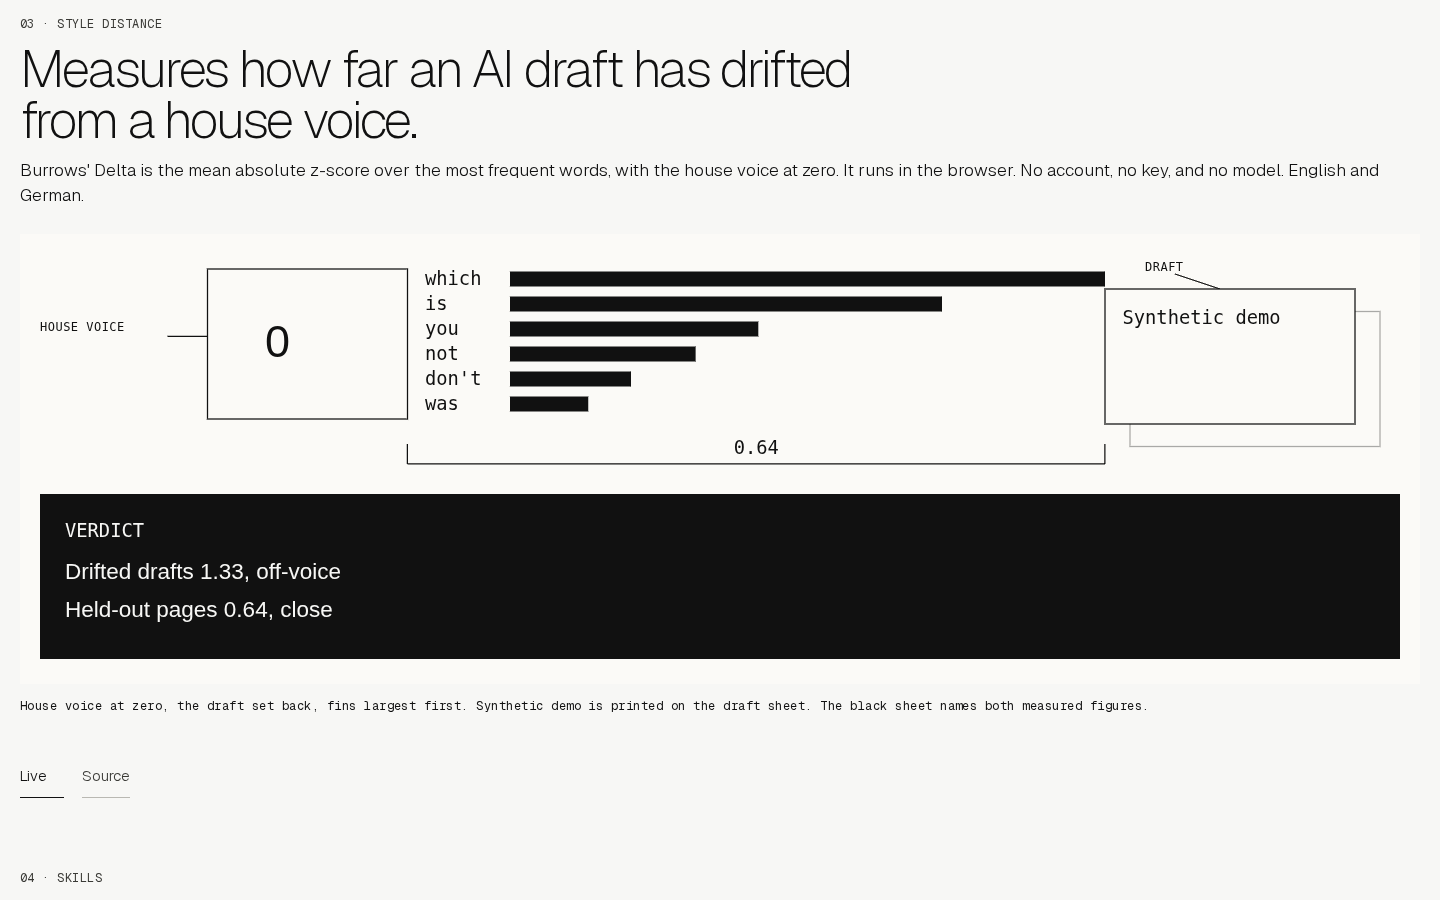 03 · STYLE DISTANCE
Measures how far an AI draft has drifted
from a house voice.
Burrows' Delta is the mean absolute z-score over the most frequent words, with the house voice at zero. It runs in the browser. No account, no key, and no model. English and
German.
HOUSE VOICE
0
which
is
you
not
don't
was
0.64
DRAFT
Synthetic demo
VERDICT
Drifted drafts 1.33, off-voice
Held-out pages 0.64, close
House voice at zero, the draft set back, fins largest first. Synthetic demo is printed on the draft sheet. The black sheet names both measured figures.
Live Source
04 · SKILLS